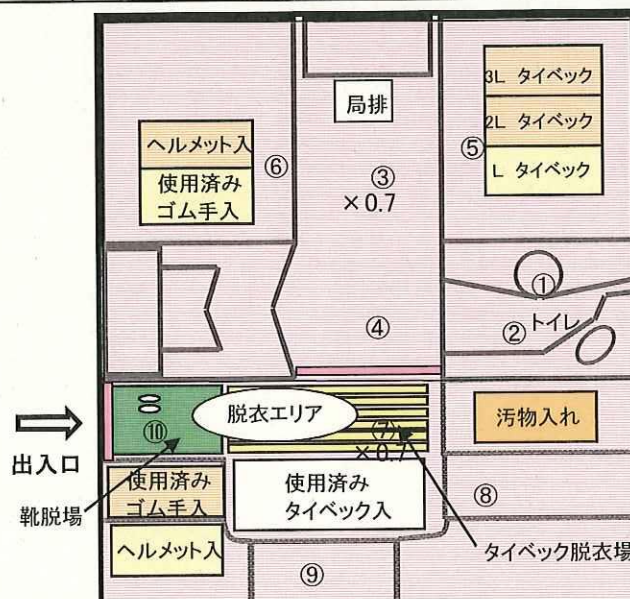 局排
3L タイベック
2L タイベック
L タイベック
⑤
ヘルメット入
使用済み
ゴム手入
⑥
③
×0.7
①
②
トイレ
④
出入口
⑩
脱衣エリア
⑦
×0.7
汚物入れ
使用済み
ゴム手入
使用済み
タイベック入
⑧
靴脱場
ヘルメット入
タイベック脱衣場
⑨